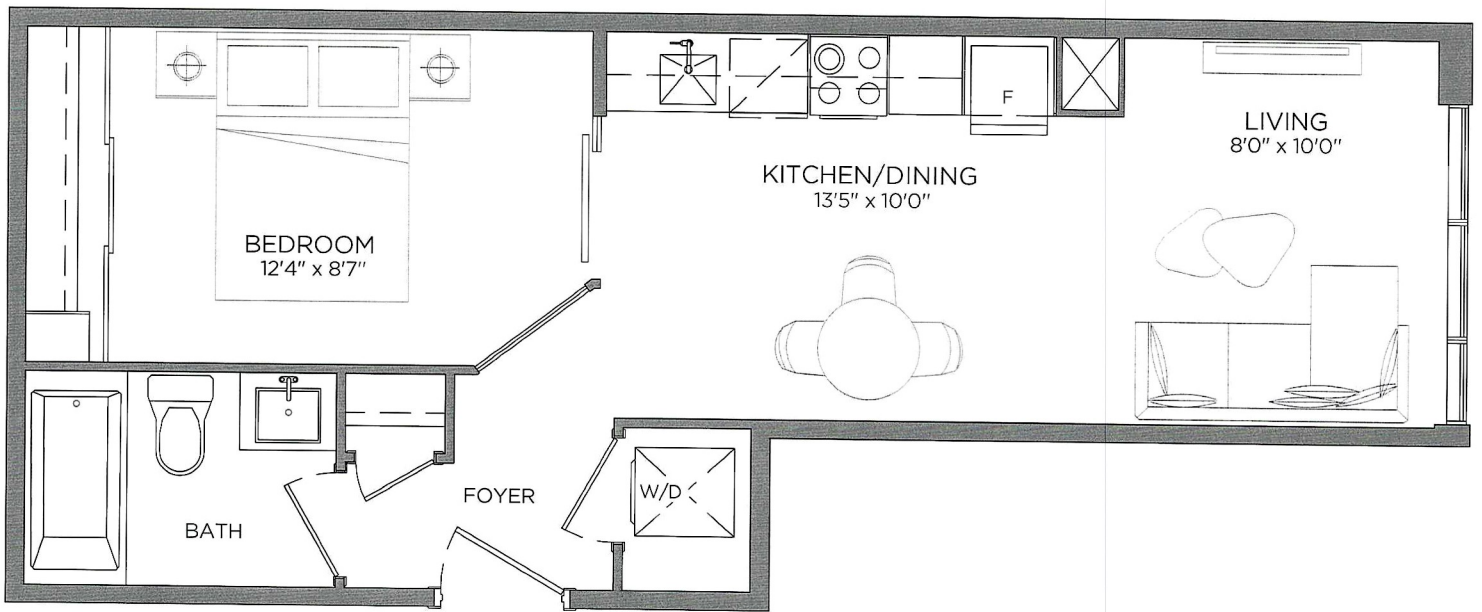 F
LIVING
8'0" x 10'0"
KITCHEN/DINING
13'5" x 10'0"
BEDROOM
12'4" x 8'7"
W/D
FOYER
BATH